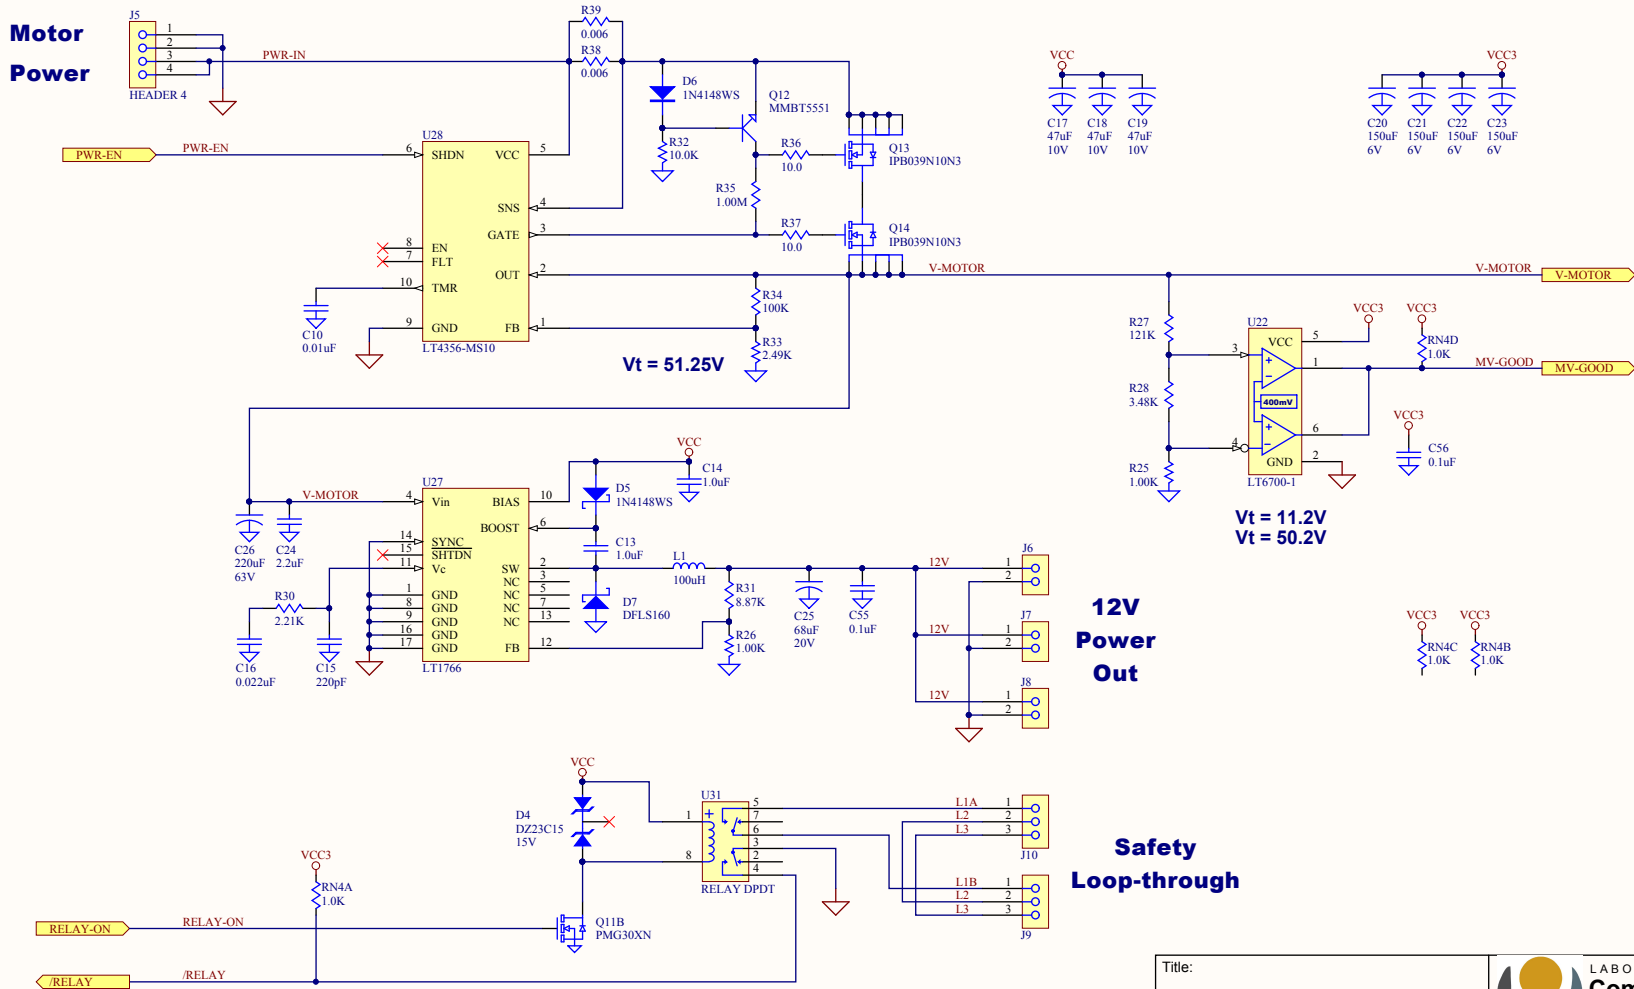 Motor
Power
J5
1
2
3
4
HEADER 4
PWR-IN
R39
0.006
R38
0.006
D6
1N4148WS
Q12
MMBT5551
R32
10.0K
R36
10.0
R35
1.00M
R37
10.0
Q13
IPB039N10N3
Q14
IPB039N10N3
VCC
C17
47uF
10V
C18
47uF
10V
C19
47uF
10V
VCC3
C20
150uF
6V
C21
150uF
6V
C22
150uF
6V
C23
150uF
6V
PWR-EN
PWR-EN
U28
6 SHDN VCC 5
SNS 4
GATE 3
8 EN
7 FLT
OUT 2
10 TMR
9 GND FB 1
LT4356-MS10
C10
0.01uF
R34
100K
R33
2.49K
Vt = 51.25V
V-MOTOR
V-MOTOR
V-MOTOR
R27
121K
R28
3.48K
R25
1.00K
U22
VCC 5
3
1
400mV
4
6
GND 2
LT6700-1
VCC3
VCC3
RN4D
1.0K
MV-GOOD
MV-GOOD
VCC3
C56
0.1uF
Vt = 11.2V
Vt = 50.2V
V-MOTOR
C26
220uF
63V
C24
2.2uF
U27
4 Vin BIAS 10
BOOST 6
14 SYNC
15 SHTDN
11 Vc SW 2
NC 3
1 GND NC 5
8 GND NC 7
9 GND NC 13
16 GND
17 GND FB 12
LT1766
R30
2.21K
C16
0.022uF
C15
220pF
VCC
C14
1.0uF
D5
1N4148WS
C13
1.0uF
L1
100uH
D7
DFLS160
R31
8.87K
R26
1.00K
C25
68uF
20V
C55
0.1uF
12V
J6
1
2
12V
J7
1
2
12V
J8
1
2
12V
Power
Out
VCC3
RN4C
1.0K
VCC3
RN4B
1.0K
VCC
D4
DZ23C15
15V
U31
1
8
5
7
6
3
2
4
RELAY DPDT
L1A 1
L2 2
L3 3
J10
L1B 1
L2 2
L3 3
J9
Safety
Loop-through
VCC3
RN4A
1.0K
RELAY-ON
RELAY-ON
Q11B
PMG30XN
/RELAY
/RELAY
Title: